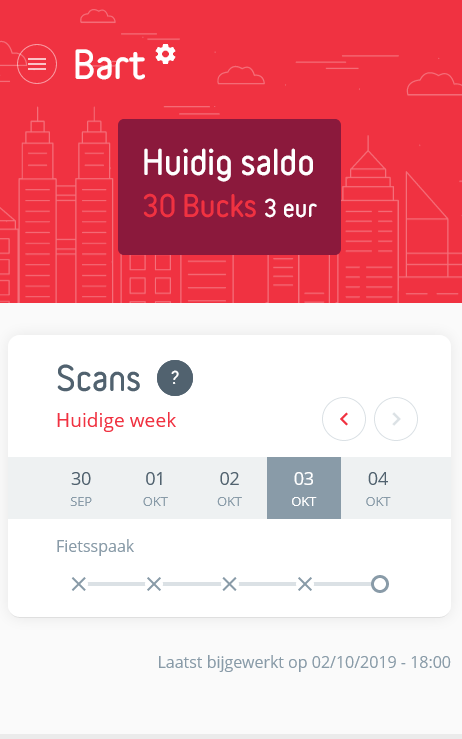 Bart
Huidig saldo
30 Bucks 3 eur
Scans ?
Huidige week
30 01 02 03 04
SEP OKT OKT OKT OKT
Fietsspaak
Laatst bijgewerkt op 02/10/2019 - 18:00